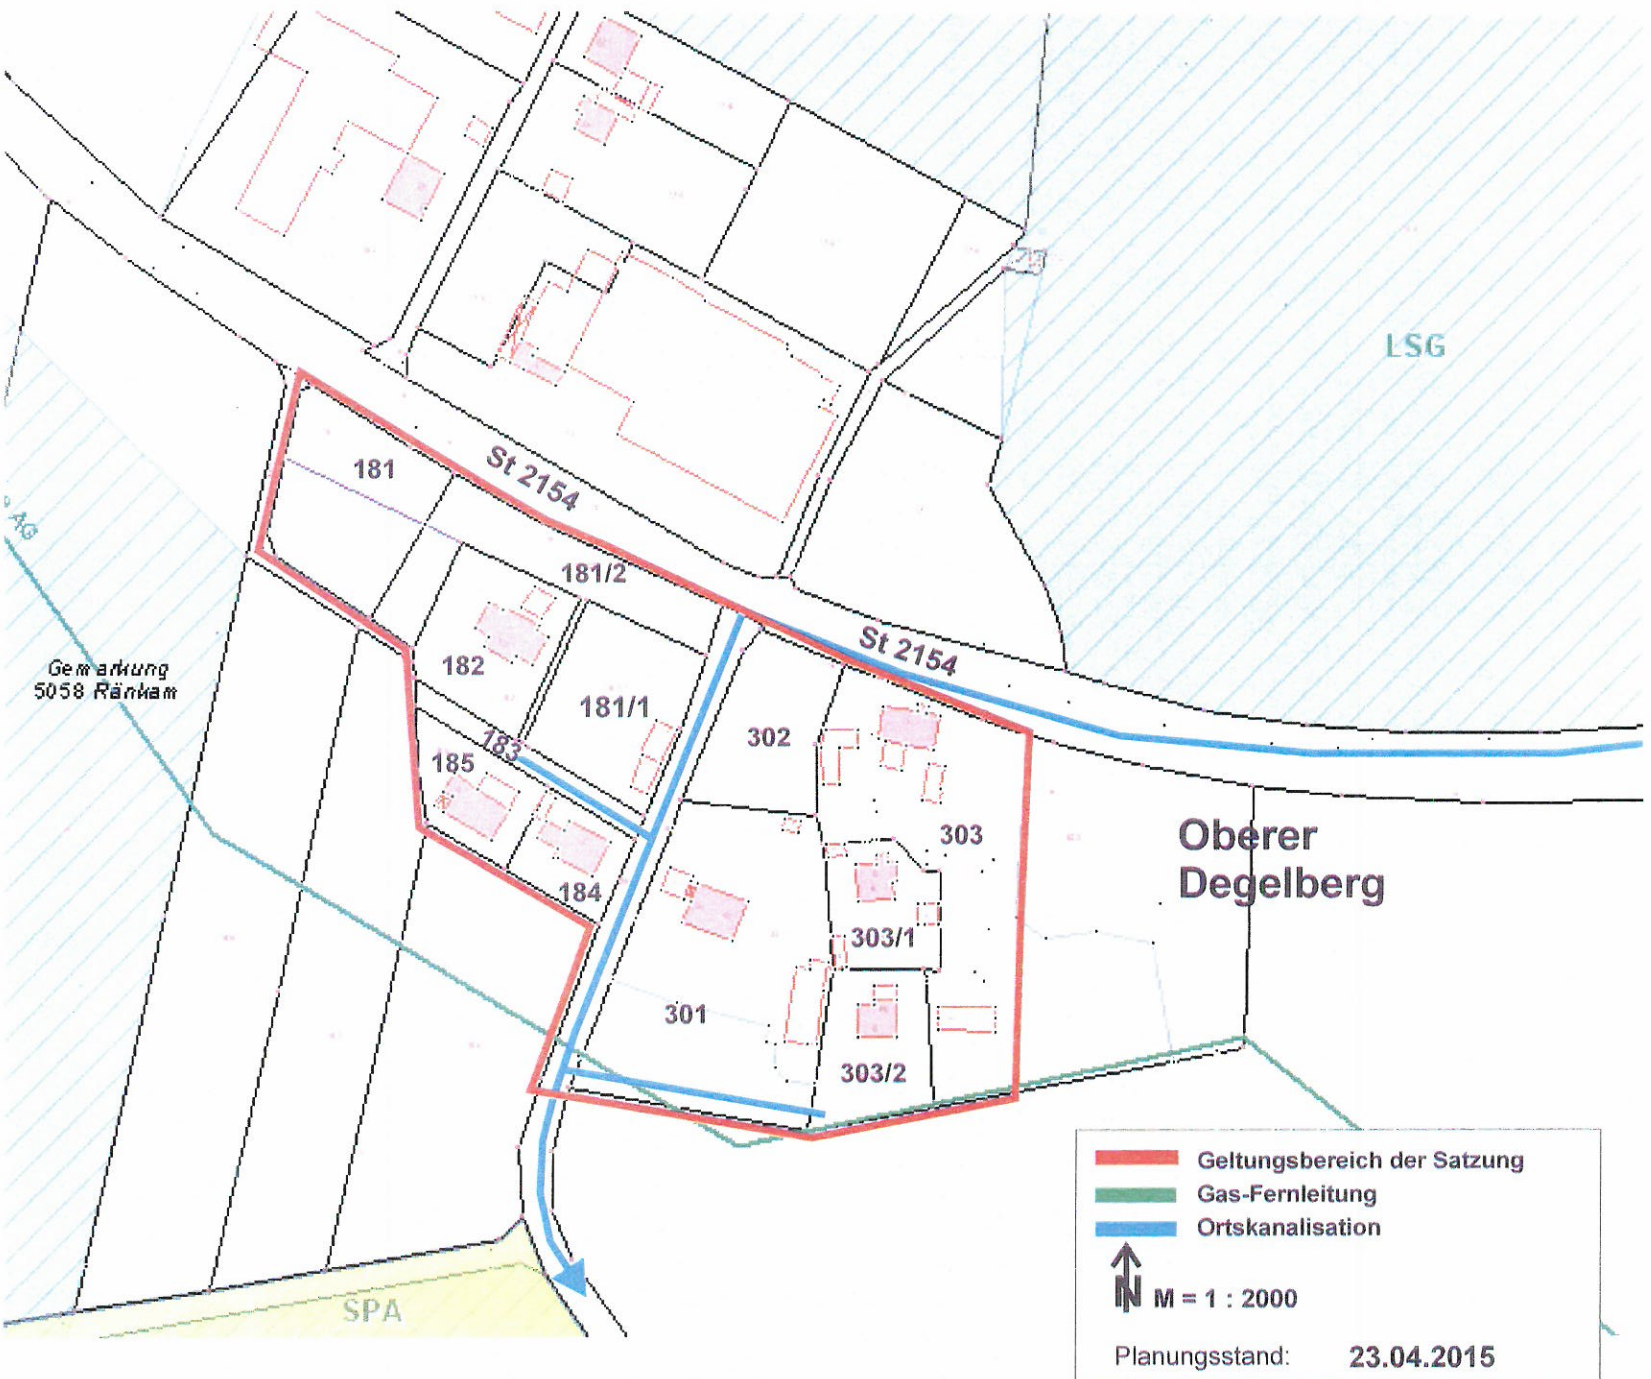 LSG
St 2154
181
181/2
AG
St 2154
182
Gemarkung
5058 Ränkam
181/1
302
183
185
303
Oberer
Degelberg
184
303/1
301
303/2
Geltungsbereich der Satzung
Gas-Fernleitung
Ortskanalisation
N
M = 1 : 2000
SPA
Planungsstand: 23.04.2015